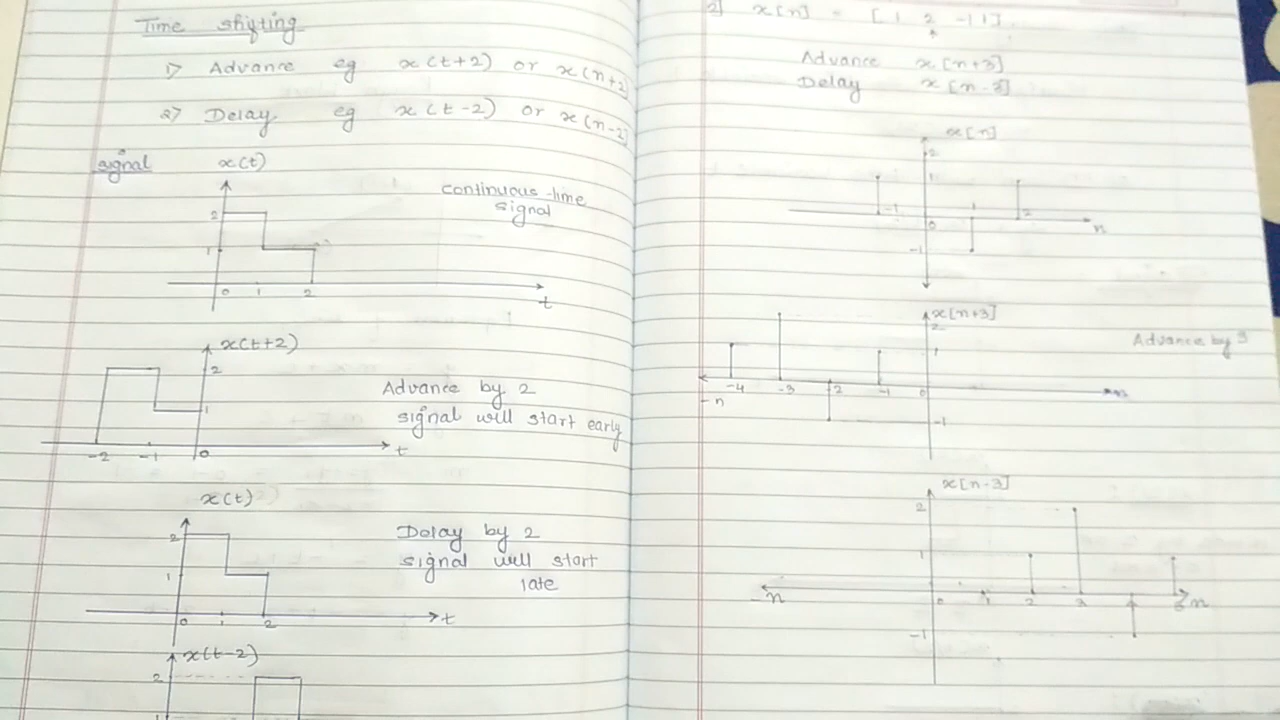 Time shifting
1) Advance eg x(t+2) or x(n+2)
2) Delay eg x(t-2) or x(n-2]
signal x(t)
continuous-time
signal
2
1
0 1 2
t
x(t+2)
2
Advance by 2
1
signal will start early
-2 -1 0 t
x(t)
2
Delay by 2
signal will start
1
late
0 1 2 t
x(t-2)
2
1
2] x[n] = [1 2 -1 1]
↑
Advance x[n+3]
Delay x[n-3]
x[n]
2
1
-1 0 1 2
n
-1
x[n+3]
2
1
Advance by 3
-n -4 -3 -2 -1 0 n
-1
x[n-3]
2
1
-n 0 1 2 3 4 n
-1